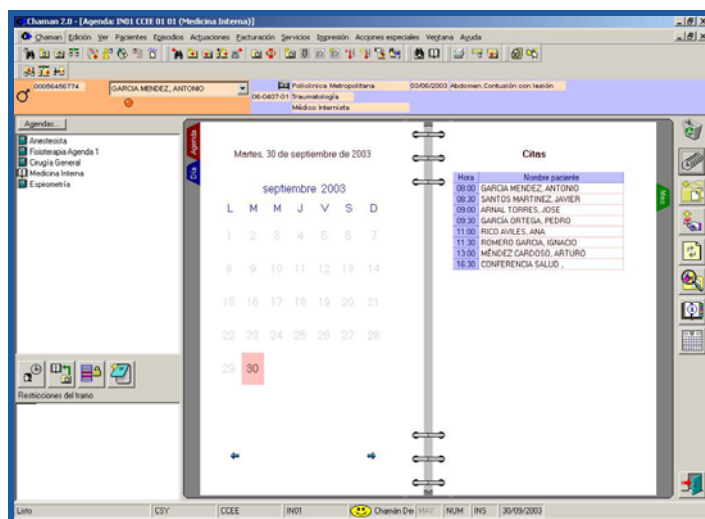 Chaman 2.0 - [Agenda: IN01 CCEE 01 01 (Medicina Interna)]
Chaman Edición Ver Pacientes Episodios Actuaciones Facturación Servicios Impresión Acciones especiales Ventana Ayuda
00056456774 GARCIA MENDEZ, ANTONIO Policlínica Metropolitana 03/06/2003 Abdomen.Contusión con lesión
06-0407-01 Traumatología
Médico Internista
Agendas...
Anestesista
Fisioterapia Agenda 1
Cirugía General
Medicina Interna
Espirometría
Restricciones del tramo
Agenda
Día
Martes, 30 de septiembre de 2003
septiembre 2003
L M M J V S D
1 2 3 4 5 6 7
8 9 10 11 12 13 14
15 16 17 18 19 20 21
22 23 24 25 26 27 28
29 30
Citas
Hora Nombre paciente
08:00 GARCIA MENDEZ, ANTONIO
08:30 SANTOS MARTINEZ, JAVIER
09:00 ARNAL TORRES, JOSE
09:30 GARCÍA ORTEGA, PEDRO
11:00 RICO AVILES, ANA
11:30 ROMERO GARCIA, IGNACIO
13:00 MÉNDEZ CARDOSO, ARTURO
16:30 CONFERENCIA SALUD ,
Mes
Listo CSY CCEE IN01 Chamán De MAY NUM INS 30/09/2003